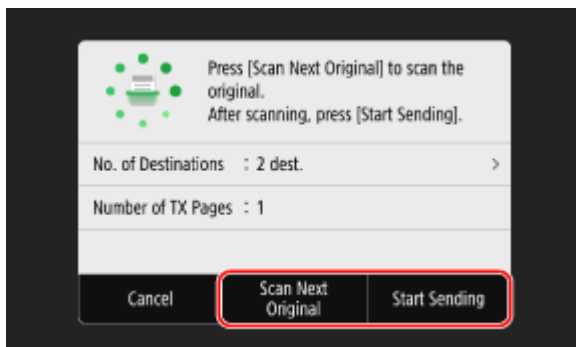 Press [Scan Next Original] to scan the
original.
After scanning, press [Start Sending].
No. of Destinations : 2 dest.
Number of TX Pages : 1
Cancel
Scan Next
Original
Start Sending